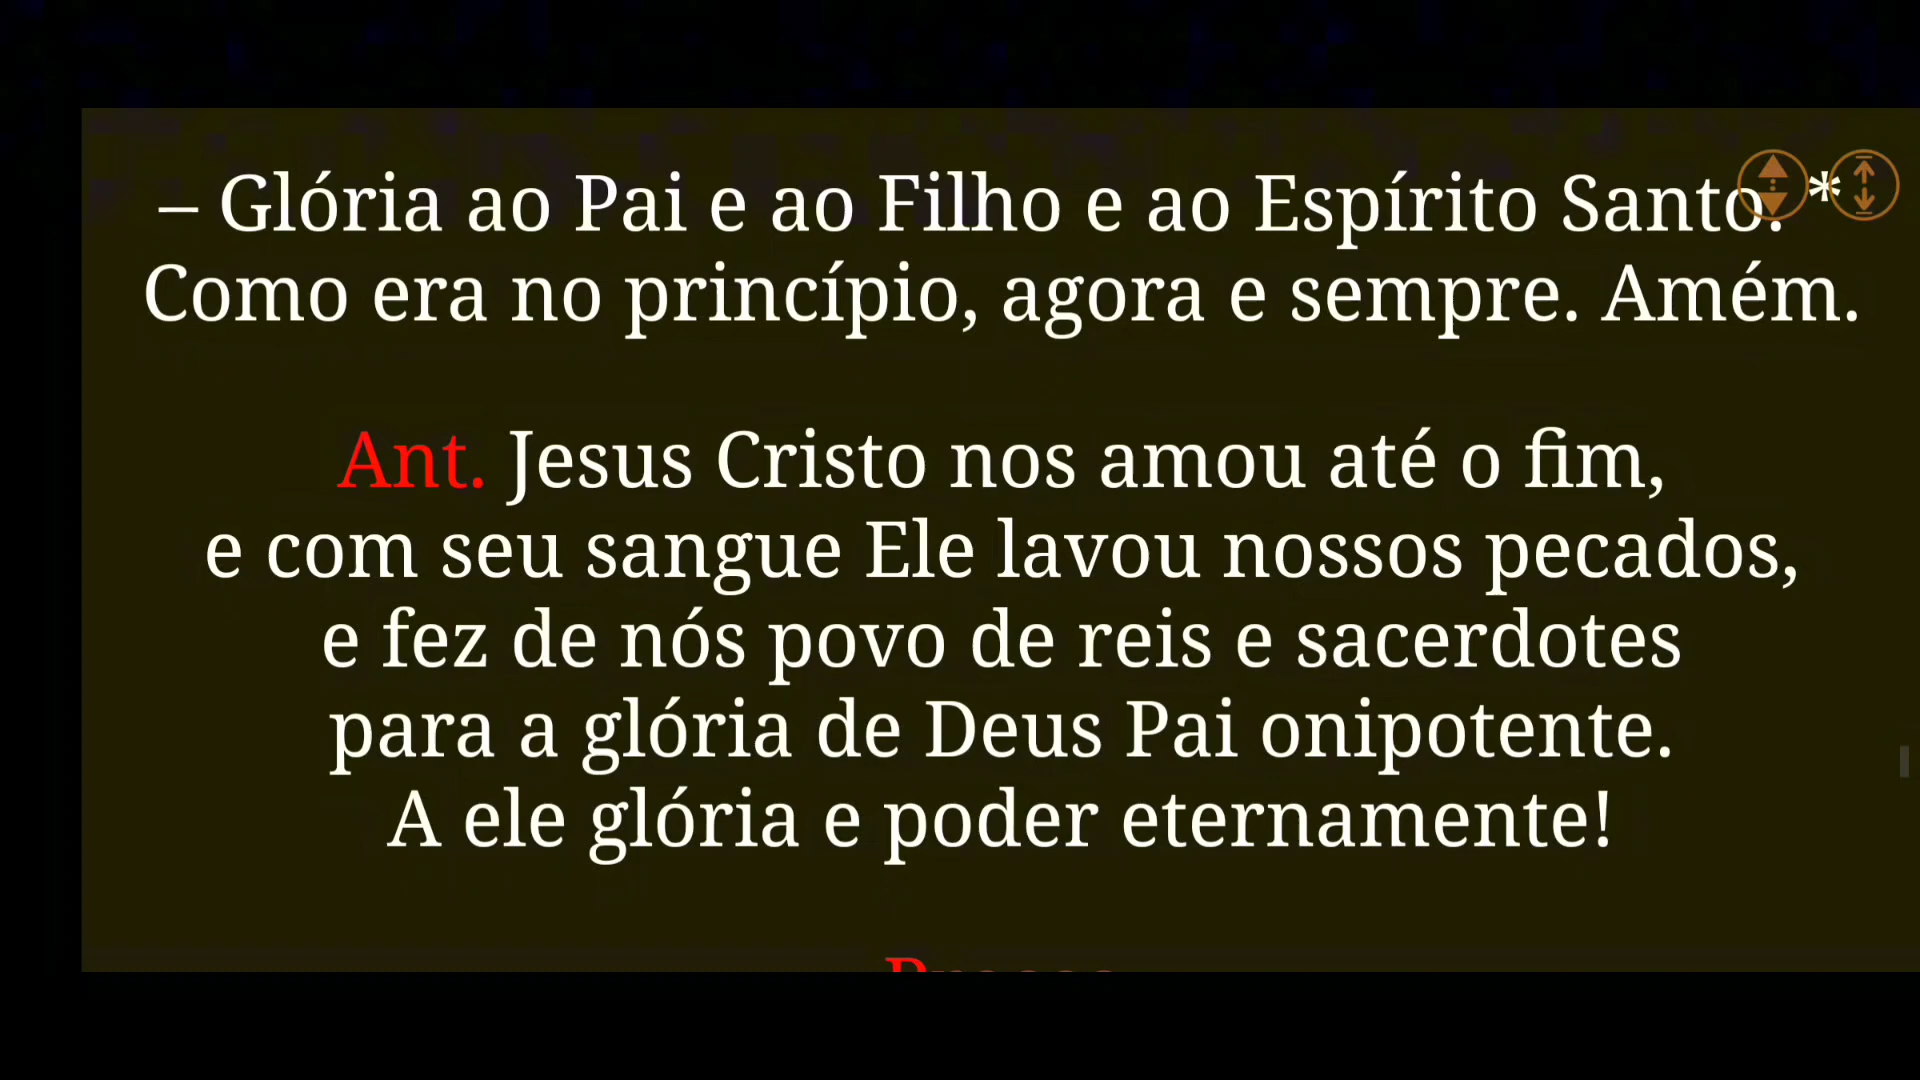 – Glória ao Pai e ao Filho e ao Espírito Santo. *
Como era no princípio, agora e sempre. Amém.
Ant. Jesus Cristo nos amou até o fim,
e com seu sangue Ele lavou nossos pecados,
e fez de nós povo de reis e sacerdotes
para a glória de Deus Pai onipotente.
A ele glória e poder eternamente!